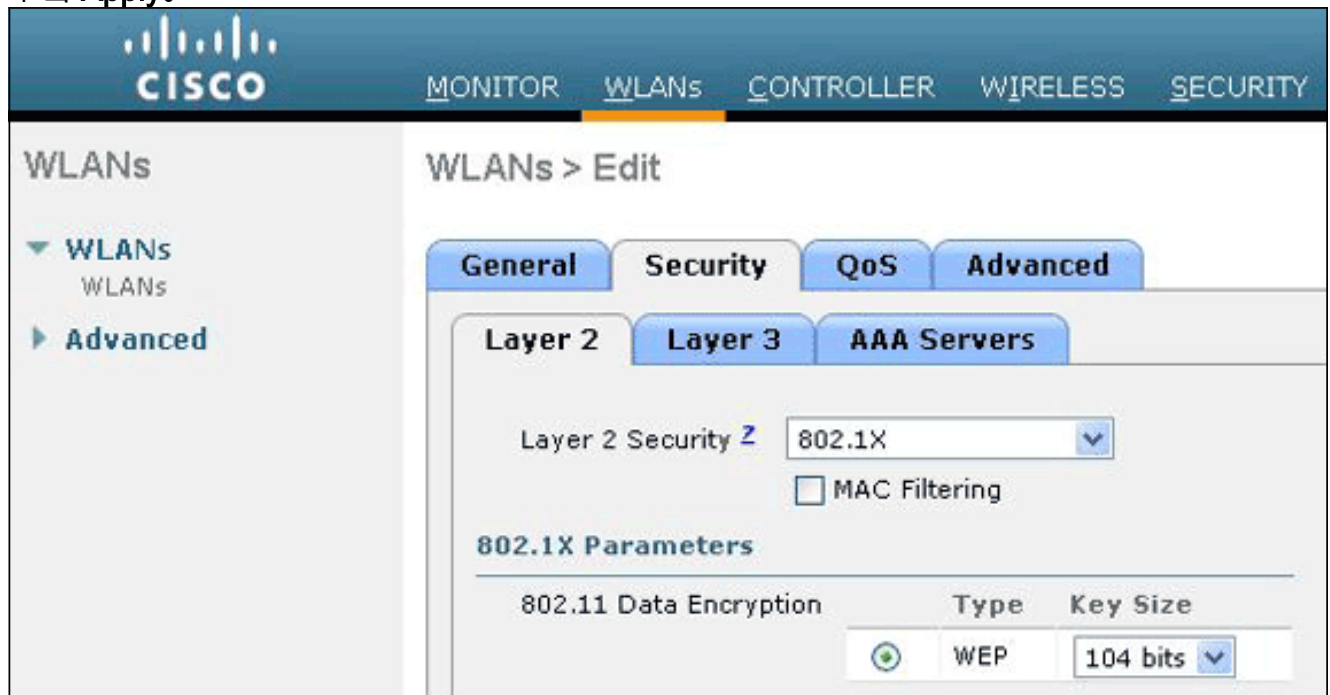 Apply。
CISCO
MONITOR WLANs CONTROLLER WIRELESS SECURITY
WLANs
WLANs
WLANs
Advanced
WLANs > Edit
General Security QoS Advanced
Layer 2 Layer 3 AAA Servers
Layer 2 Security 2 802.1X
MAC Filtering
802.1X Parameters
802.11 Data Encryption Type Key Size
WEP 104 bits